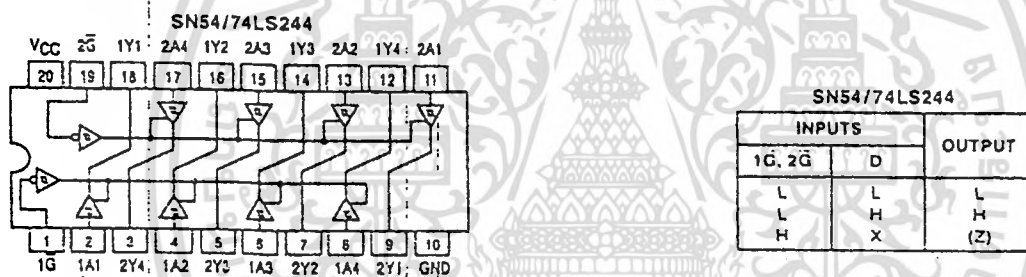 SN54/74LS244
VCC 2G̅ 1Y1 2A4 1Y2 2A3 1Y3 2A2 1Y4 2A1
20 19 18 17 16 15 14 13 12 11
1 2 3 4 5 6 7 8 9 10
1G 1A1 2Y4 1A2 2Y3 1A3 2Y2 1A4 2Y1 GND
SN54/74LS244
INPUTS OUTPUT
1G̅, 2G̅ D
L L L
L H H
H X (Z)